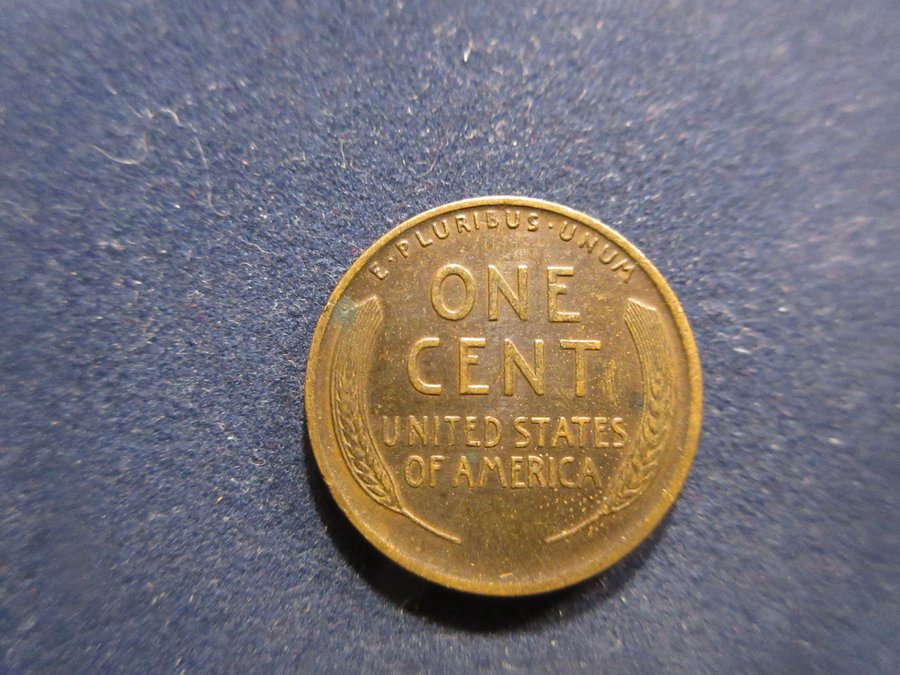 E·PLURIBUS·UNUM
ONE
CENT
UNITED STATES
OF AMERICA